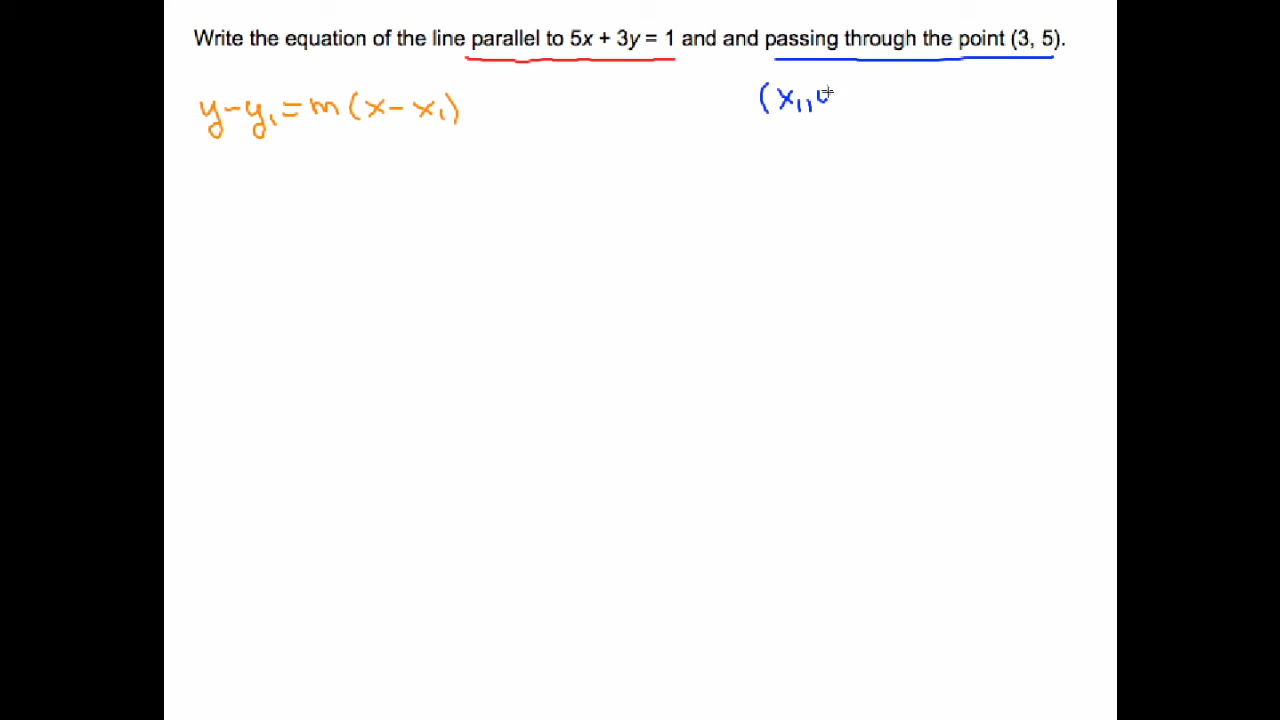 Write the equation of the line parallel to 5x + 3y = 1 and and passing through the point (3, 5).
y-y₁=m(x-x₁)
(x₁,